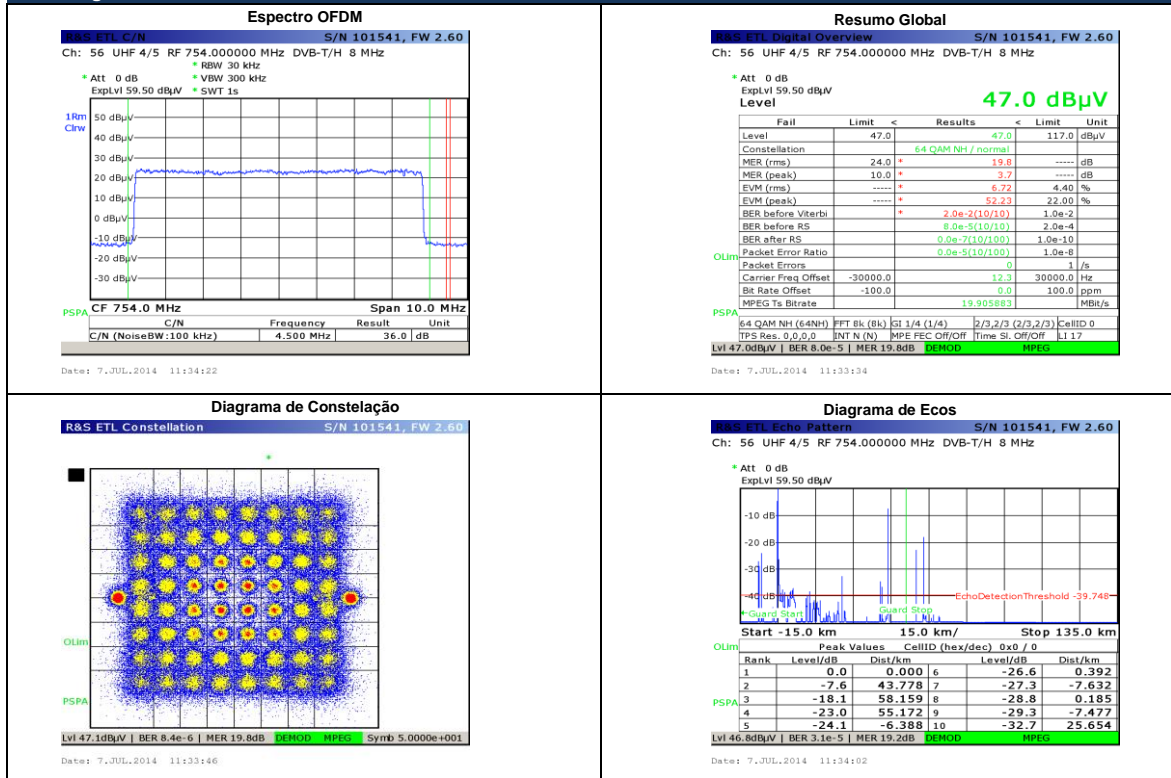 Espectro OFDM
R&S ETL C/N S/N 101541, FW 2.60
Ch: 56 UHF 4/5 RF 754.000000 MHz DVB-T/H 8 MHz
* RBW 30 kHz
* Att 0 dB * VBW 300 kHz
ExpLvl 59.50 dBµV * SWT 1s
1Rm
Clrw
50 dBµV
40 dBµV
30 dBµV
20 dBµV
10 dBµV
0 dBµV
-10 dBµV
-20 dBµV
-30 dBµV
PSPA
CF 754.0 MHz Span 10.0 MHz
C/N Frequency Result Unit
C/N (NoiseBW:100 kHz) 4.500 MHz 36.0 dB
Date: 7.JUL.2014 11:34:22
Resumo Global
R&S ETL Digital Overview S/N 101541, FW 2.60
Ch: 56 UHF 4/5 RF 754.000000 MHz DVB-T/H 8 MHz
* Att 0 dB
ExpLvl 59.50 dBµV
Level 47.0 dBµV
Fail Limit < Results < Limit Unit
Level 47.0 47.0 117.0 dBµV
Constellation 64 QAM NH / normal
MER (rms) 24.0 * 19.8 ----- dB
MER (peak) 10.0 * 3.7 ----- dB
EVM (rms) ----- * 6.72 4.40 %
EVM (peak) ----- * 52.23 22.00 %
BER before Viterbi * 2.0e-2(10/10) 1.0e-2
BER before RS 8.0e-5(10/10) 2.0e-4
BER after RS 0.0e-7(10/100) 1.0e-10
Packet Error Ratio 0.0e-5(10/100) 1.0e-8
OLim
Packet Errors 0 1 /s
Carrier Freq Offset -30000.0 12.3 30000.0 Hz
Bit Rate Offset -100.0 0.0 100.0 ppm
MPEG Ts Bitrate 19.905883 MBit/s
PSPA
64 QAM NH (64NH) FFT 8k (8k) GI 1/4 (1/4) 2/3,2/3 (2/3,2/3) CellID 0
TPS Res. 0,0,0,0 INT N (N) MPE FEC Off/Off Time Sl. Off/Off LI 17
Lvl 47.0dBµV | BER 8.0e-5 | MER 19.8dB DEMOD MPEG
Date: 7.JUL.2014 11:33:34
Diagrama de Constelação
R&S ETL Constellation S/N 101541, FW 2.60
*
OLim
PSPA
Lvl 47.1dBµV | BER 8.4e-6 | MER 19.8dB DEMOD MPEG Symb 5.0000e+001
Date: 7.JUL.2014 11:33:46
Diagrama de Ecos
R&S ETL Echo Pattern S/N 101541, FW 2.60
Ch: 56 UHF 4/5 RF 754.000000 MHz DVB-T/H 8 MHz
* Att 0 dB
ExpLvl 59.50 dBµV
-10 dB
-20 dB
-30 dB
-40 dB
EchoDetectionThreshold -39.748
Guard Start Guard Stop
Start -15.0 km 15.0 km/ Stop 135.0 km
OLim
Peak Values CellID (hex/dec) 0x0 / 0
Rank Level/dB Dist/km Level/dB Dist/km
1 0.0 0.000 6 -26.6 0.392
2 -7.6 43.778 7 -27.3 -7.632
3 -18.1 58.159 8 -28.8 0.185
PSPA
4 -23.0 55.172 9 -29.3 -7.477
5 -24.1 -6.388 10 -32.7 25.654
Lvl 46.8dBµV | BER 3.1e-5 | MER 19.2dB DEMOD MPEG
Date: 7.JUL.2014 11:34:02